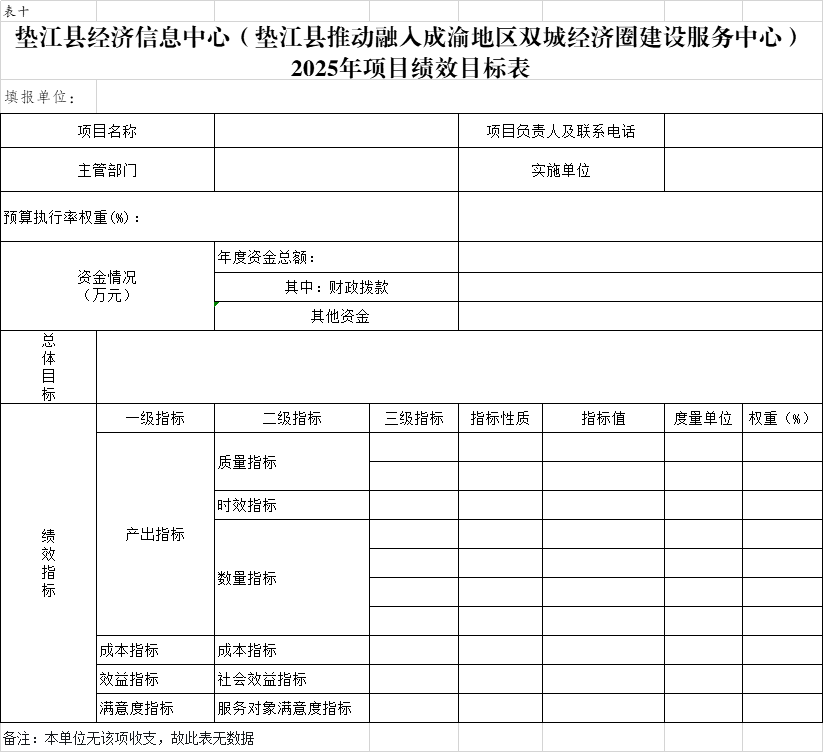 表十
垫江县经济信息中心（垫江县推动融入成渝地区双城经济圈建设服务中心）
2025年项目绩效目标表
填报单位：
项目名称 项目负责人及联系电话
主管部门 实施单位
预算执行率权重(%)：
资金情况
（万元）
年度资金总额：
其中：财政拨款
其他资金
总体目标
绩效指标
一级指标 二级指标 三级指标 指标性质 指标值 度量单位 权重（%）
产出指标
质量指标
时效指标
数量指标
成本指标 成本指标
效益指标 社会效益指标
满意度指标 服务对象满意度指标
备注：本单位无该项收支，故此表无数据